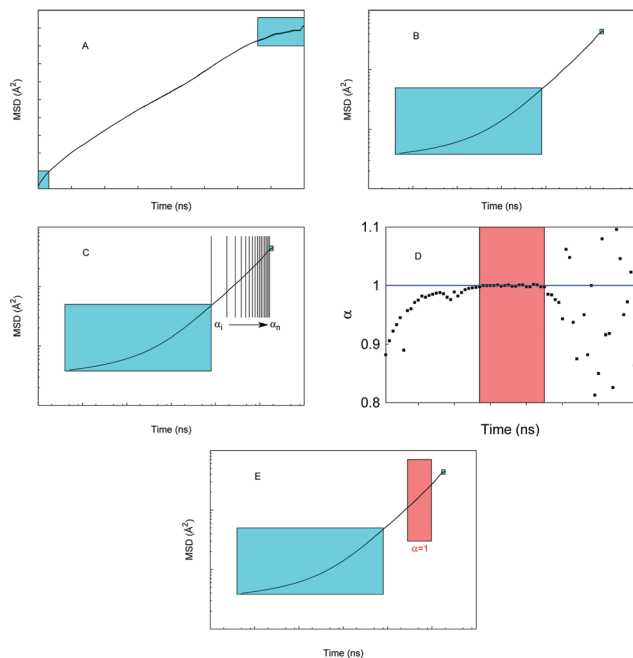 A
MSD (Å²)
Time (ns)
B
MSD (Å²)
Time (ns)
C
MSD (Å²)
αᵢ
αₙ
Time (ns)
D
1.1
1
0.9
0.8
α
Time (ns)
E
MSD (Å²)
α=1
Time (ns)